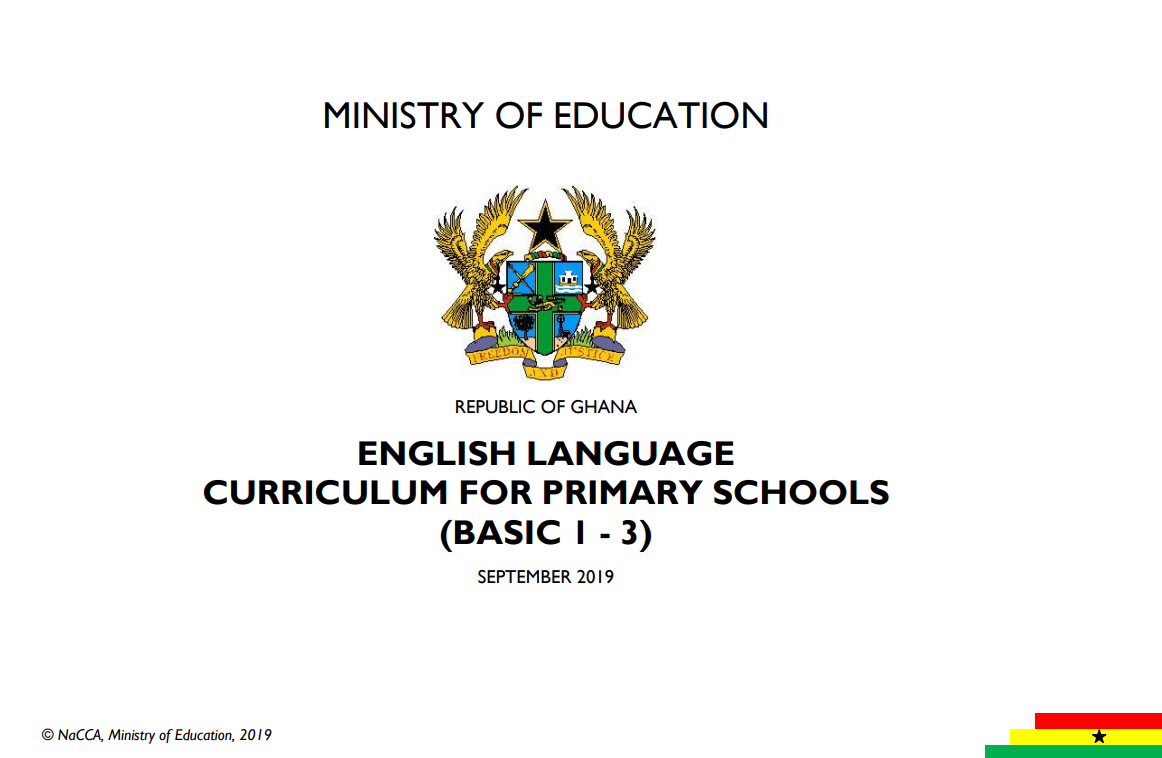 MINISTRY OF EDUCATION
FREEDOM AND JUSTICE
REPUBLIC OF GHANA
ENGLISH LANGUAGE
CURRICULUM FOR PRIMARY SCHOOLS
(BASIC 1 - 3)
SEPTEMBER 2019
© NaCCA, Ministry of Education, 2019